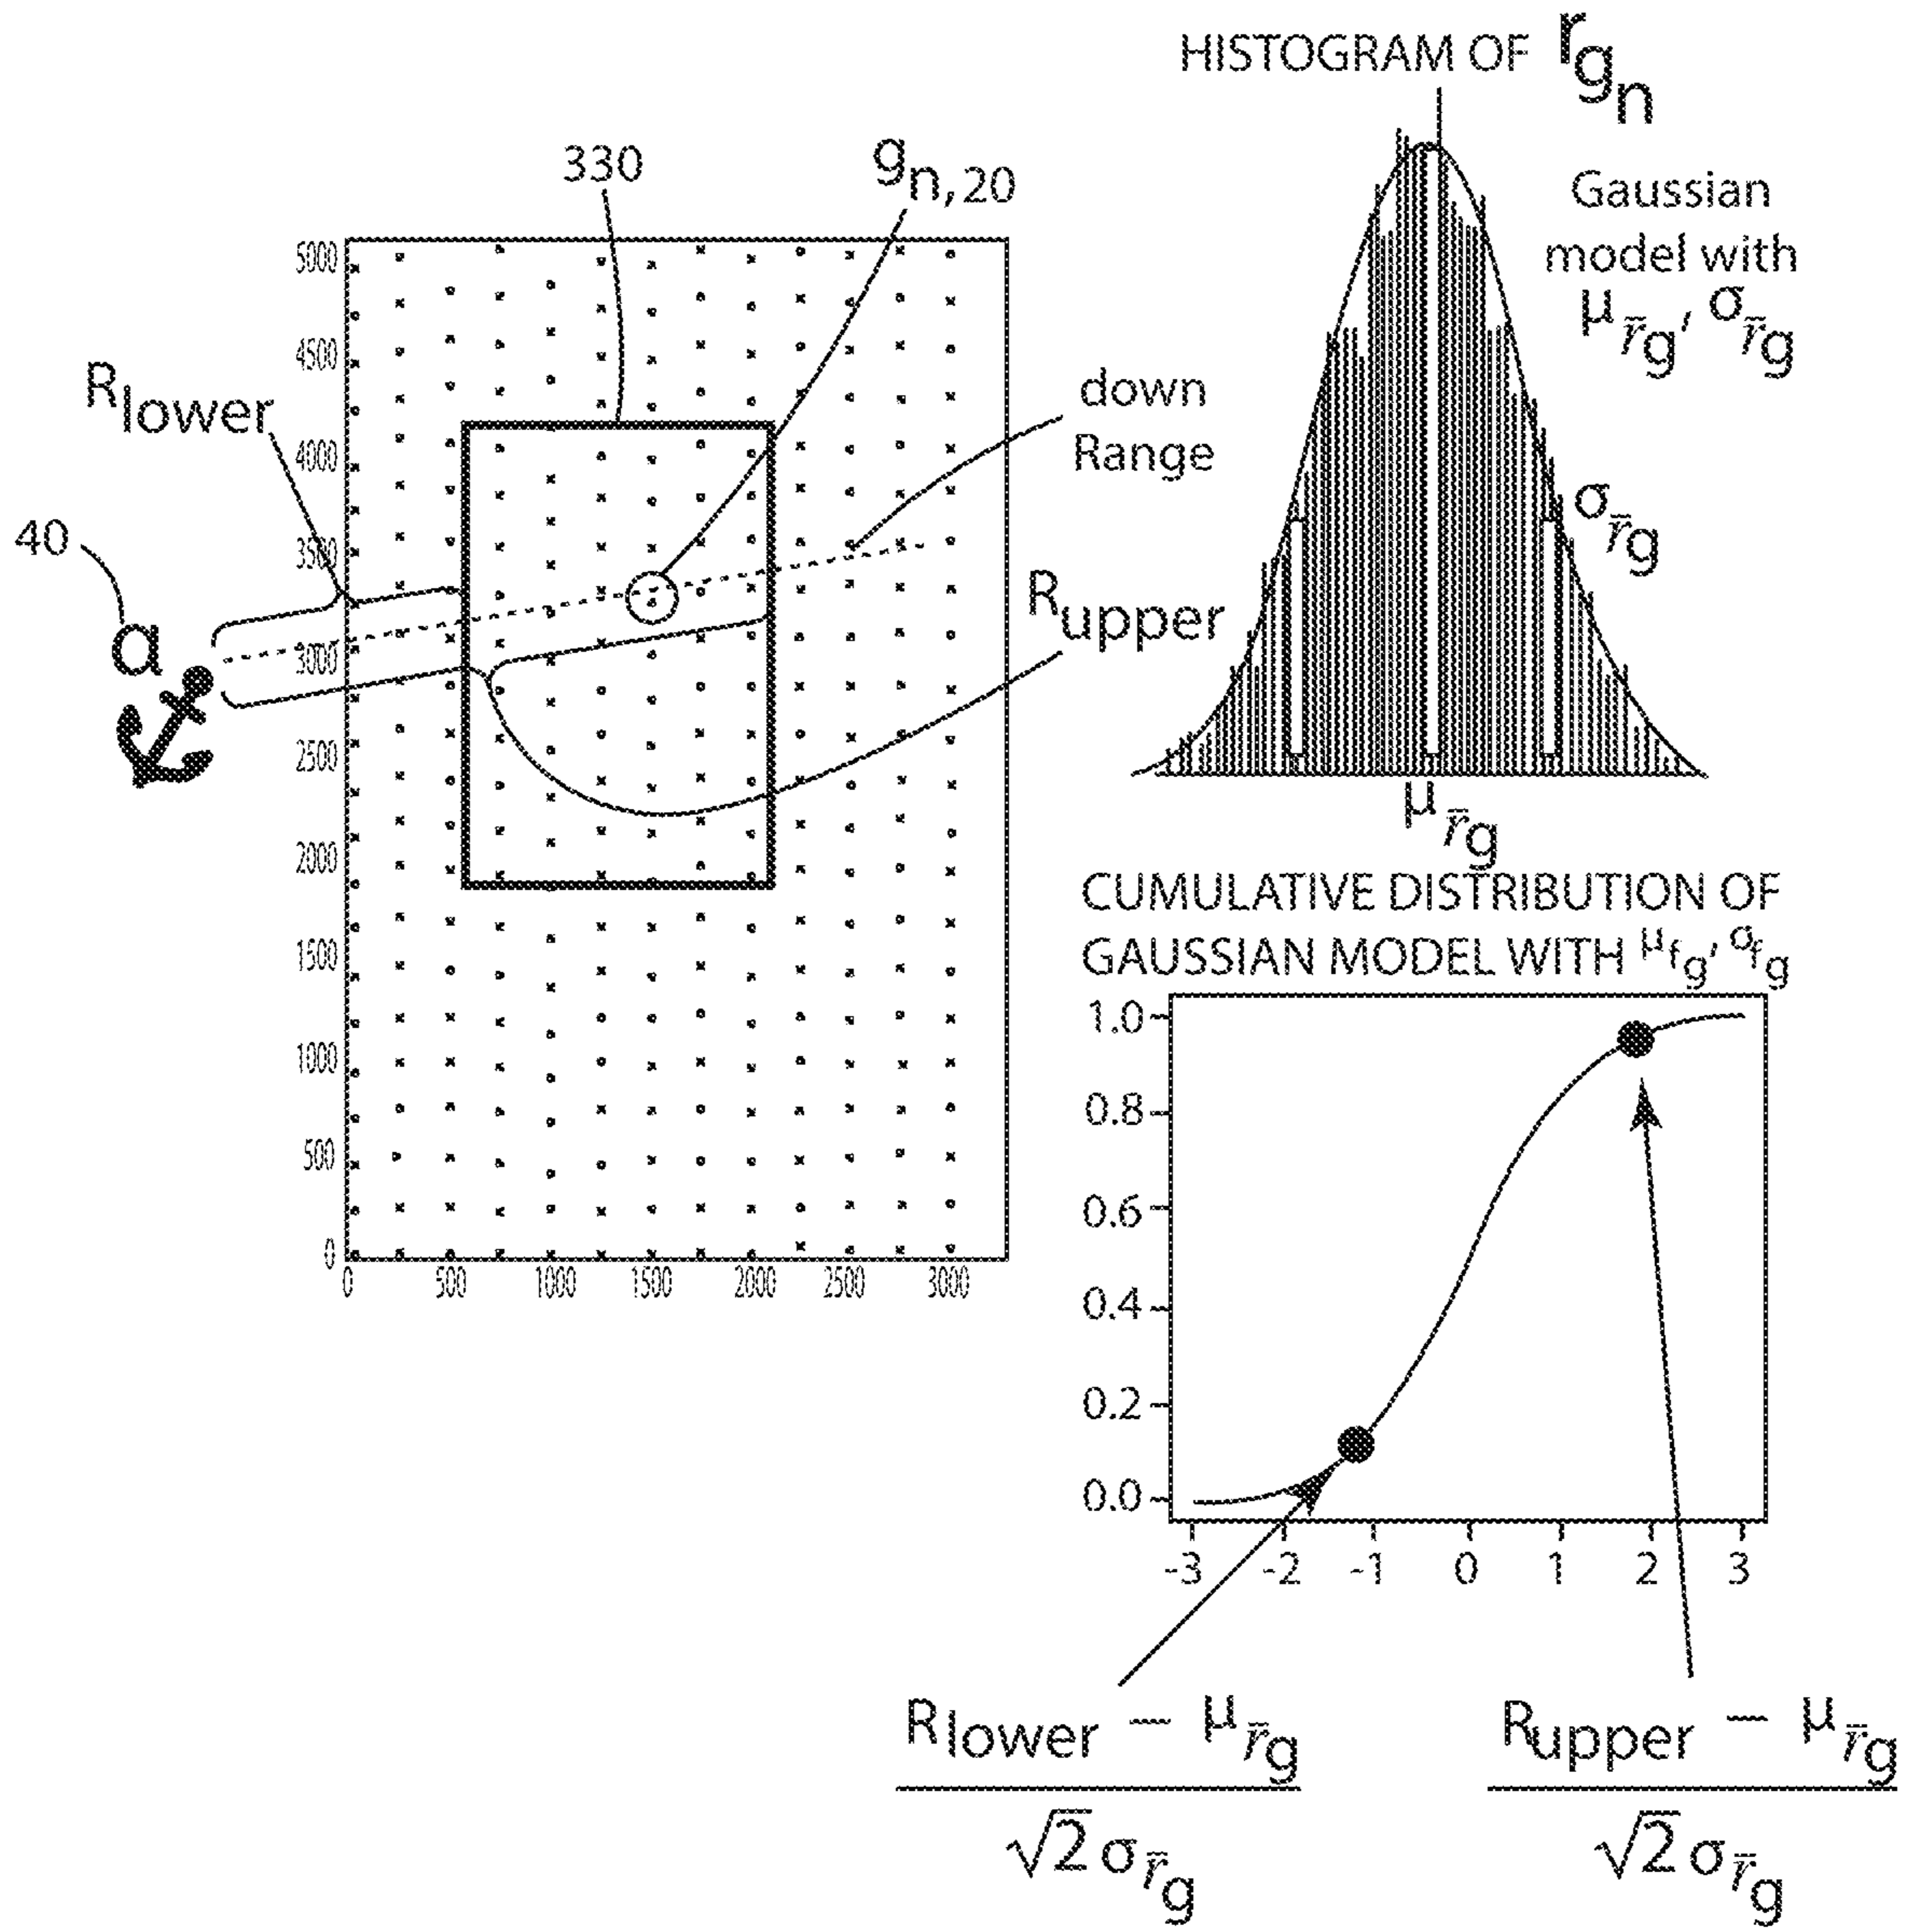 HISTOGRAM OF r_g_n
Gaussian
model with
μ_r̅g, σ_r̅g
σ_r̅g
μ_r̅g
330
g_n,20
R_lower
40
a
down
Range
R_upper
5000
4500
4000
3500
3000
2500
2000
1500
1000
500
0
0 500 1000 1500 2000 2500 3000
CUMULATIVE DISTRIBUTION OF
GAUSSIAN MODEL WITH μ_f_g, σ_f_g
1.0
0.8
0.6
0.4
0.2
0.0
-3 -2 -1 0 1 2 3
R_lower – μ_r̅g
√2 σ_r̅g
R_upper – μ_r̅g
√2 σ_r̅g